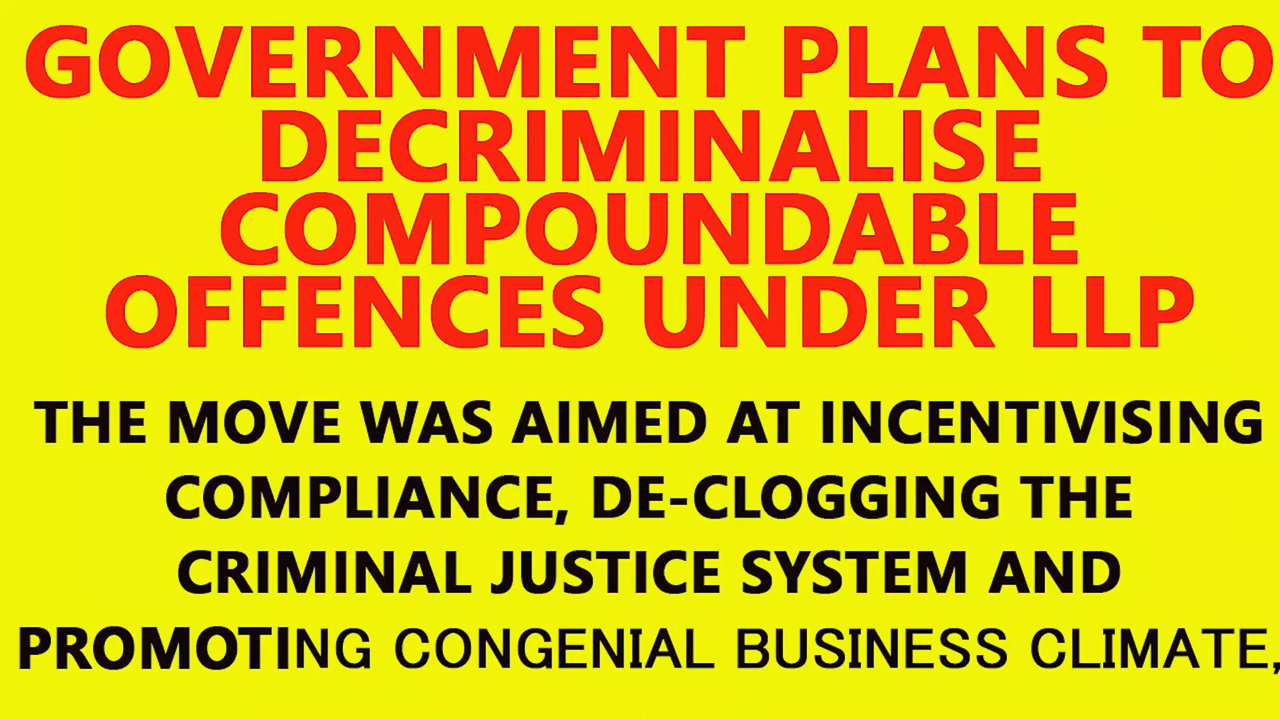 GOVERNMENT PLANS TO
DECRIMINALISE
COMPOUNDABLE
OFFENCES UNDER LLP
THE MOVE WAS AIMED AT INCENTIVISING
COMPLIANCE, DE-CLOGGING THE
CRIMINAL JUSTICE SYSTEM AND
PROMOTING CONGENIAL BUSINESS CLIMATE,